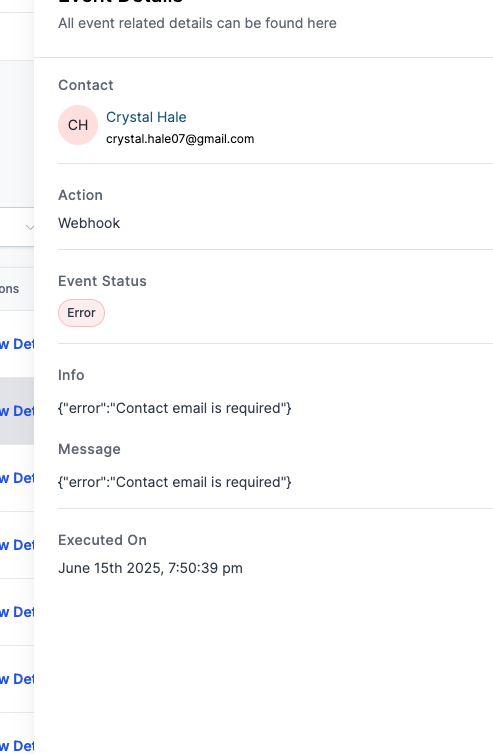 Event Details
All event related details can be found here
Contact
CH
Crystal Hale
crystal.hale07@gmail.com
Action
Webhook
Event Status
Error
Info
{"error":"Contact email is required"}
Message
{"error":"Contact email is required"}
Executed On
June 15th 2025, 7:50:39 pm
ons
w Det
w Det
w Det
w Det
w Det
w Det
w Det